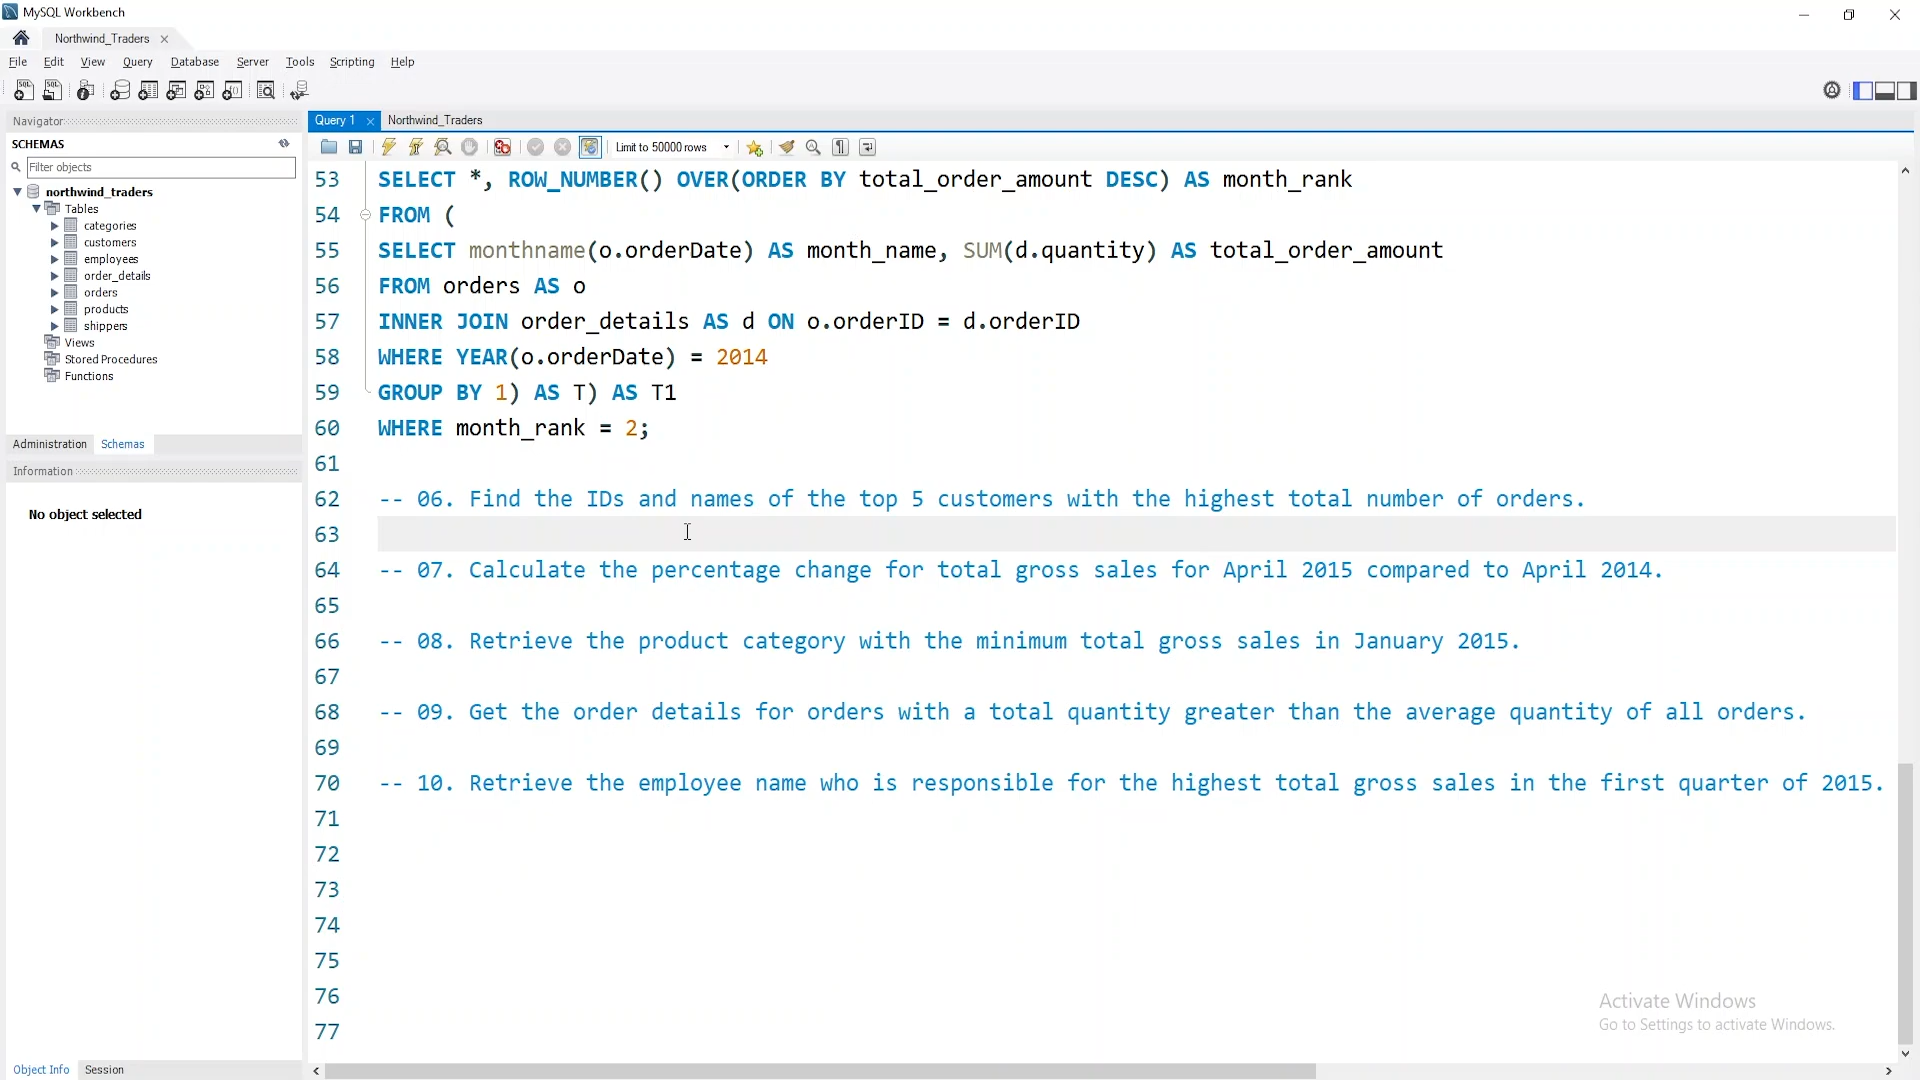 MySQL Workbench
Northwind_Traders
File Edit View Query Database Server Tools Scripting Help
Navigator
SCHEMAS
Filter objects
northwind_traders
Tables
categories
customers
employees
order_details
orders
products
shippers
Views
Stored Procedures
Functions
Administration Schemas
Information
No object selected
Object Info Session
Query 1 Northwind_Traders
Limit to 50000 rows
53 SELECT *, ROW_NUMBER() OVER(ORDER BY total_order_amount DESC) AS month_rank
54 FROM (
55 SELECT monthname(o.orderDate) AS month_name, SUM(d.quantity) AS total_order_amount
56 FROM orders AS o
57 INNER JOIN order_details AS d ON o.orderID = d.orderID
58 WHERE YEAR(o.orderDate) = 2014
59 GROUP BY 1) AS T) AS T1
60 WHERE month_rank = 2;
61
62 -- 06. Find the IDs and names of the top 5 customers with the highest total number of orders.
63
64 -- 07. Calculate the percentage change for total gross sales for April 2015 compared to April 2014.
65
66 -- 08. Retrieve the product category with the minimum total gross sales in January 2015.
67
68 -- 09. Get the order details for orders with a total quantity greater than the average quantity of all orders.
69
70 -- 10. Retrieve the employee name who is responsible for the highest total gross sales in the first quarter of 2015.
71
72
73
74
75
76
77
Activate Windows
Go to Settings to activate Windows.